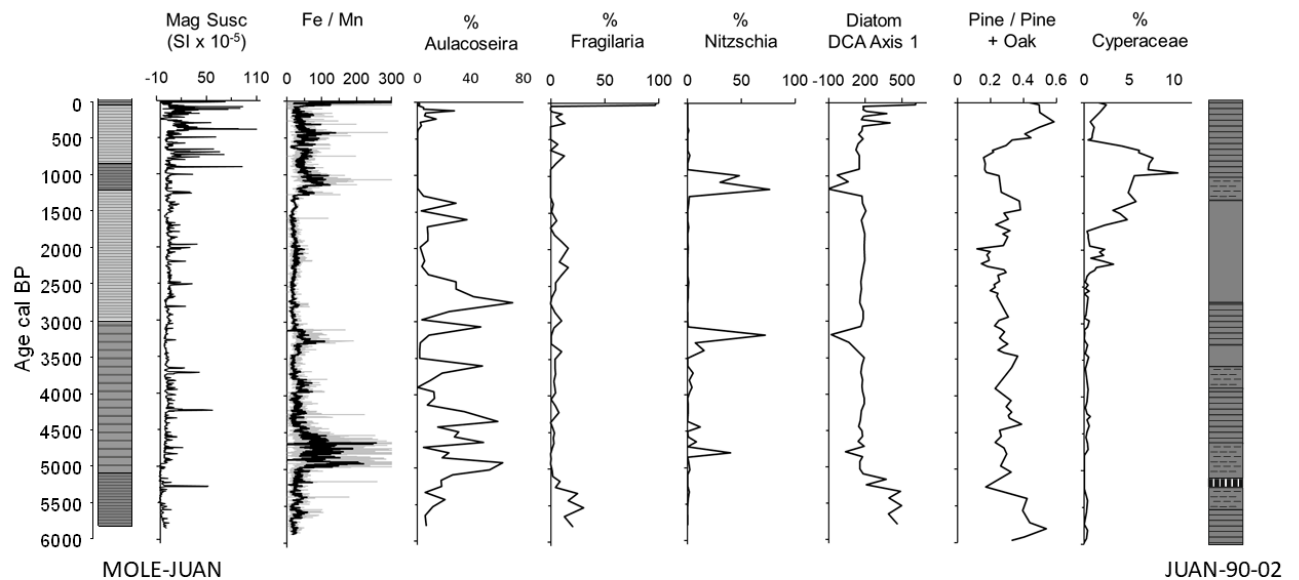 Mag Susc
(SI x 10-5)
Fe / Mn
%
Aulacoseira
%
Fragilaria
%
Nitzschia
Diatom
DCA Axis 1
Pine / Pine
+ Oak
%
Cyperaceae
-10 50 110
0 100 200 300
0 20 40 60 80
0 50 100
0 50 100
-100 200 500
0 0.2 0.4 0.6
0 5 10
Age cal BP
0
500
1000
1500
2000
2500
3000
3500
4000
4500
5000
5500
6000
MOLE-JUAN
JUAN-90-02